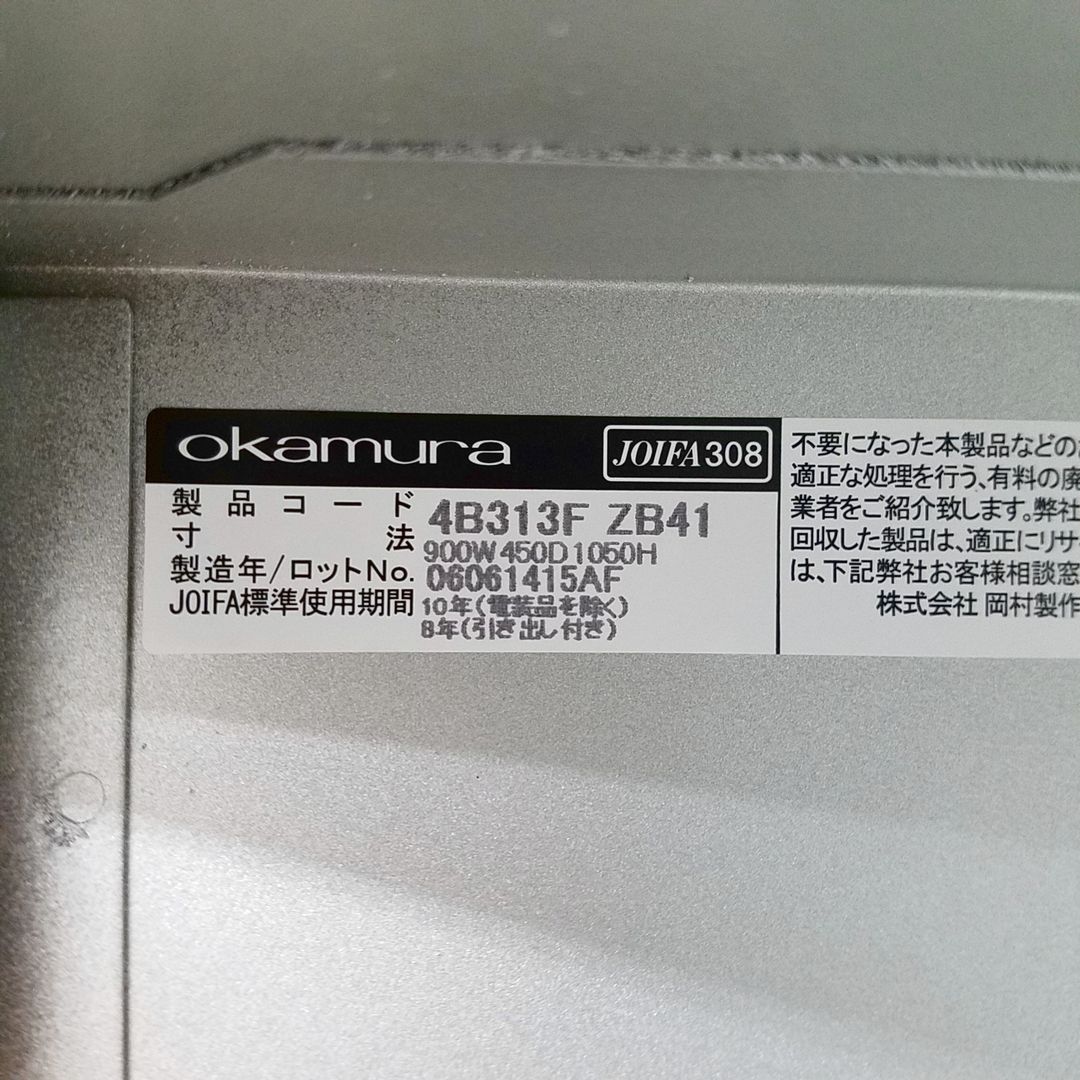 okamura JOIFA308
製品コード 4B313F ZB41
寸法 900W450D1050H
製造年/ロットNo. 06061415AF
JOIFA標準使用期間 10年(電装品を除く)
8年(引き出し付き)
不要になった本製品などの
適正な処理を行う、有料の廃
業者をご紹介致します。弊社
回収した製品は、適正にリサ
は、下記弊社お客様相談窓
株式会社 岡村製作